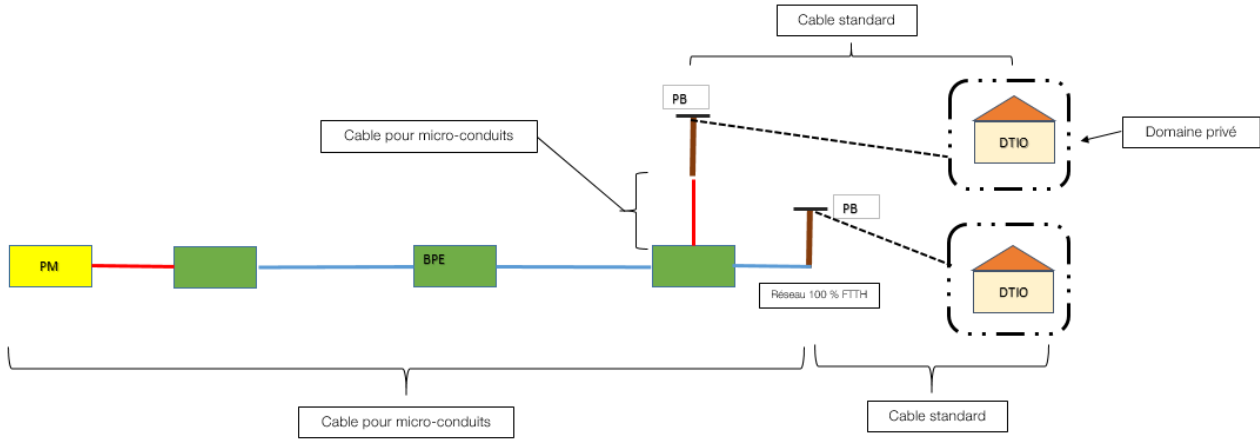 Cable standard
PB
Cable pour micro-conduits
DTIO
Domaine privé
PB
PM
BPE
Réseau 100 % FTTH
DTIO
Cable pour micro-conduits
Cable standard